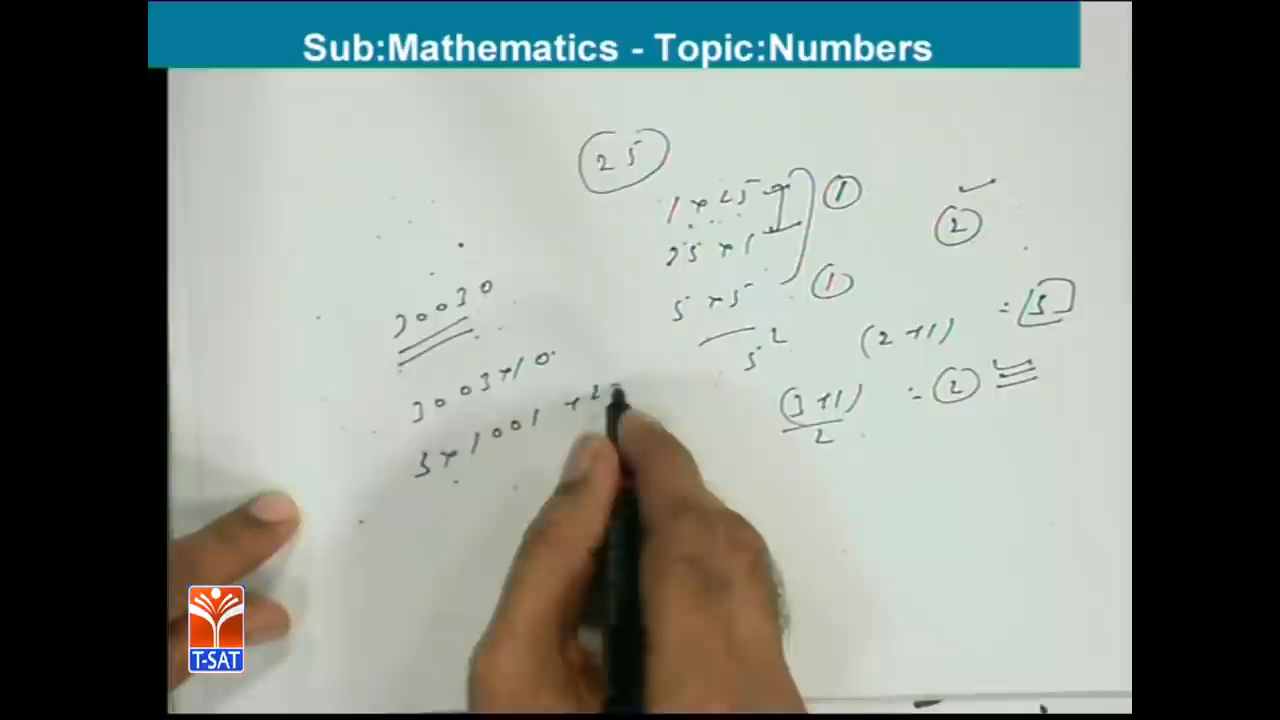 Sub:Mathematics - Topic:Numbers
25
1 × 25
25 × 1
5 × 5
1
1
2
5²
(2+1) = 3
(3+1)
2
= 2
30030
3003×10
3×1001×2
T-SAT